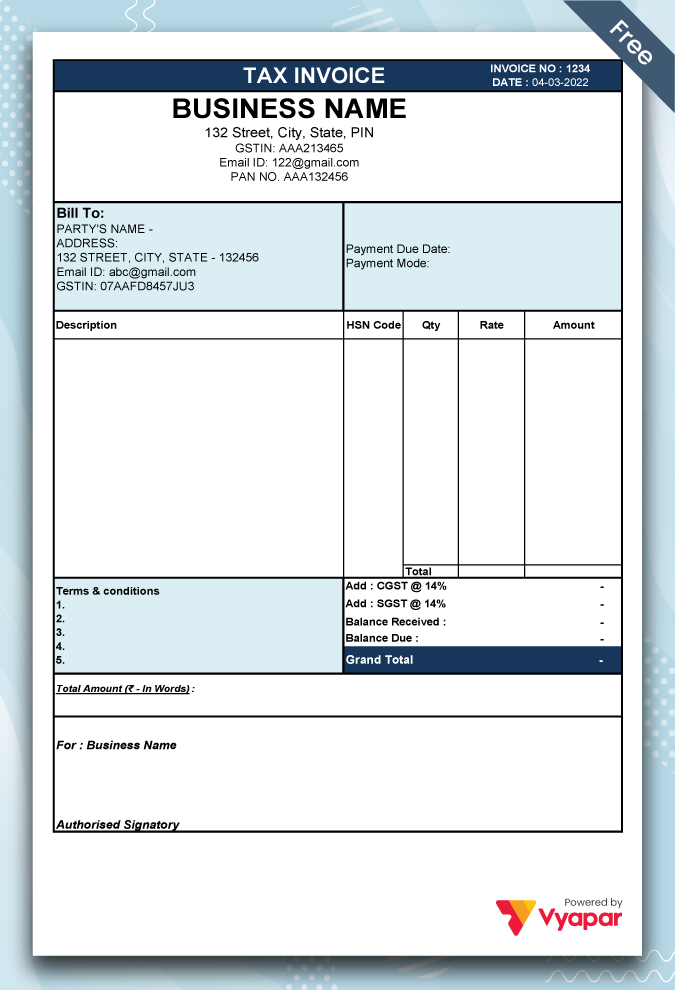 Free
TAX INVOICE
INVOICE NO : 1234
DATE : 04-03-2022
BUSINESS NAME
132 Street, City, State, PIN
GSTIN: AAA213465
Email ID: 122@gmail.com
PAN NO. AAA132456
Bill To:
PARTY'S NAME -
ADDRESS:
132 STREET, CITY, STATE - 132456
Email ID: abc@gmail.com
GSTIN: 07AAFD8457JU3
Payment Due Date:
Payment Mode:
Description HSN Code Qty Rate Amount
Total
Terms & conditions
1.
2.
3.
4.
5.
Add : CGST @ 14% -
Add : SGST @ 14% -
Balance Received : -
Balance Due : -
Grand Total -
Total Amount (₹ - In Words) :
For : Business Name
Authorised Signatory
Powered by
Vyapar